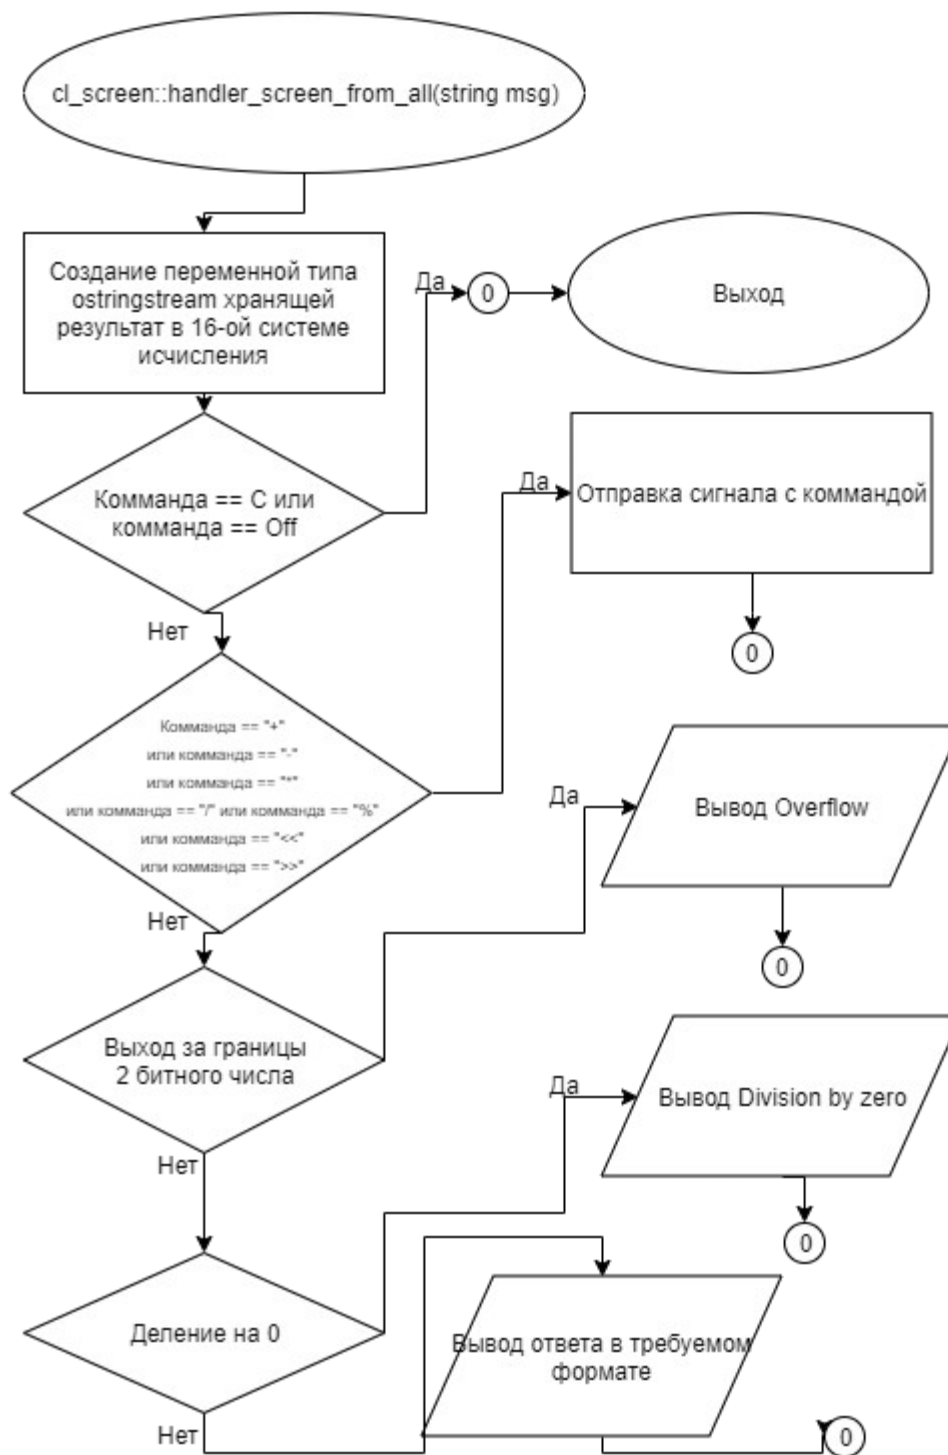 cl_screen::handler_screen_from_all(string msg)
Создание переменной типа
ostringstream хранящей
результат в 16-ой системе
исчисления
Да
0
Выход
Комманда == C или
комманда == Off
Да
Отправка сигнала с коммандой
0
Нет
Комманда == "+"
или комманда == "-"
или комманда == "*"
или комманда == "/" или комманда == "%"
или комманда == "<<"
или комманда == ">>"
Да
Вывод Overflow
0
Нет
Выход за границы
2 битного числа
Да
Вывод Division by zero
0
Нет
Деление на 0
Вывод ответа в требуемом
формате
0
Нет